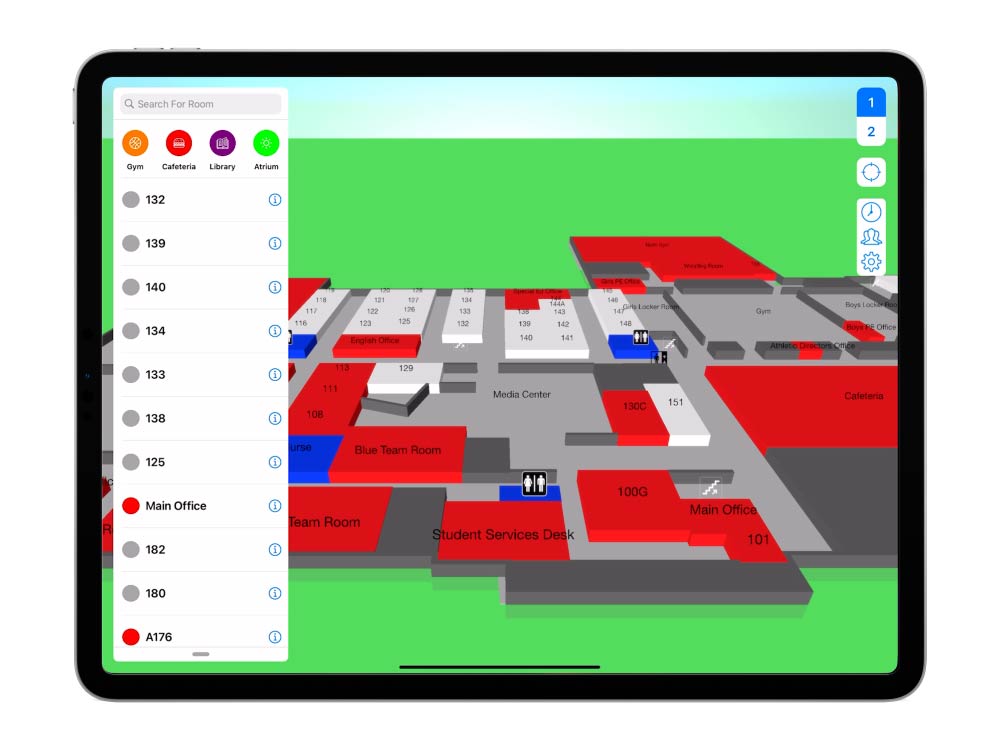 Search For Room
Gym Cafeteria Library Atrium
132
139
140
134
133
138
125
Main Office
182
180
A176
1
2
Main Gym
Wrestling Room
Girls PE Office
Special Ed Office
Girls Locker Room
Gym
Boys Locker Roo
Boys PE Office
Athletic Directors Office
118
117
116
121
122
123
127
126
125
English Office
134
133
132
144
144A
138
139
140
143
142
141
146
147
148
113
111
108
129
Media Center
130C
151
Cafeteria
urse
Blue Team Room
Team Room
Student Services Desk
100G
Main Office
101